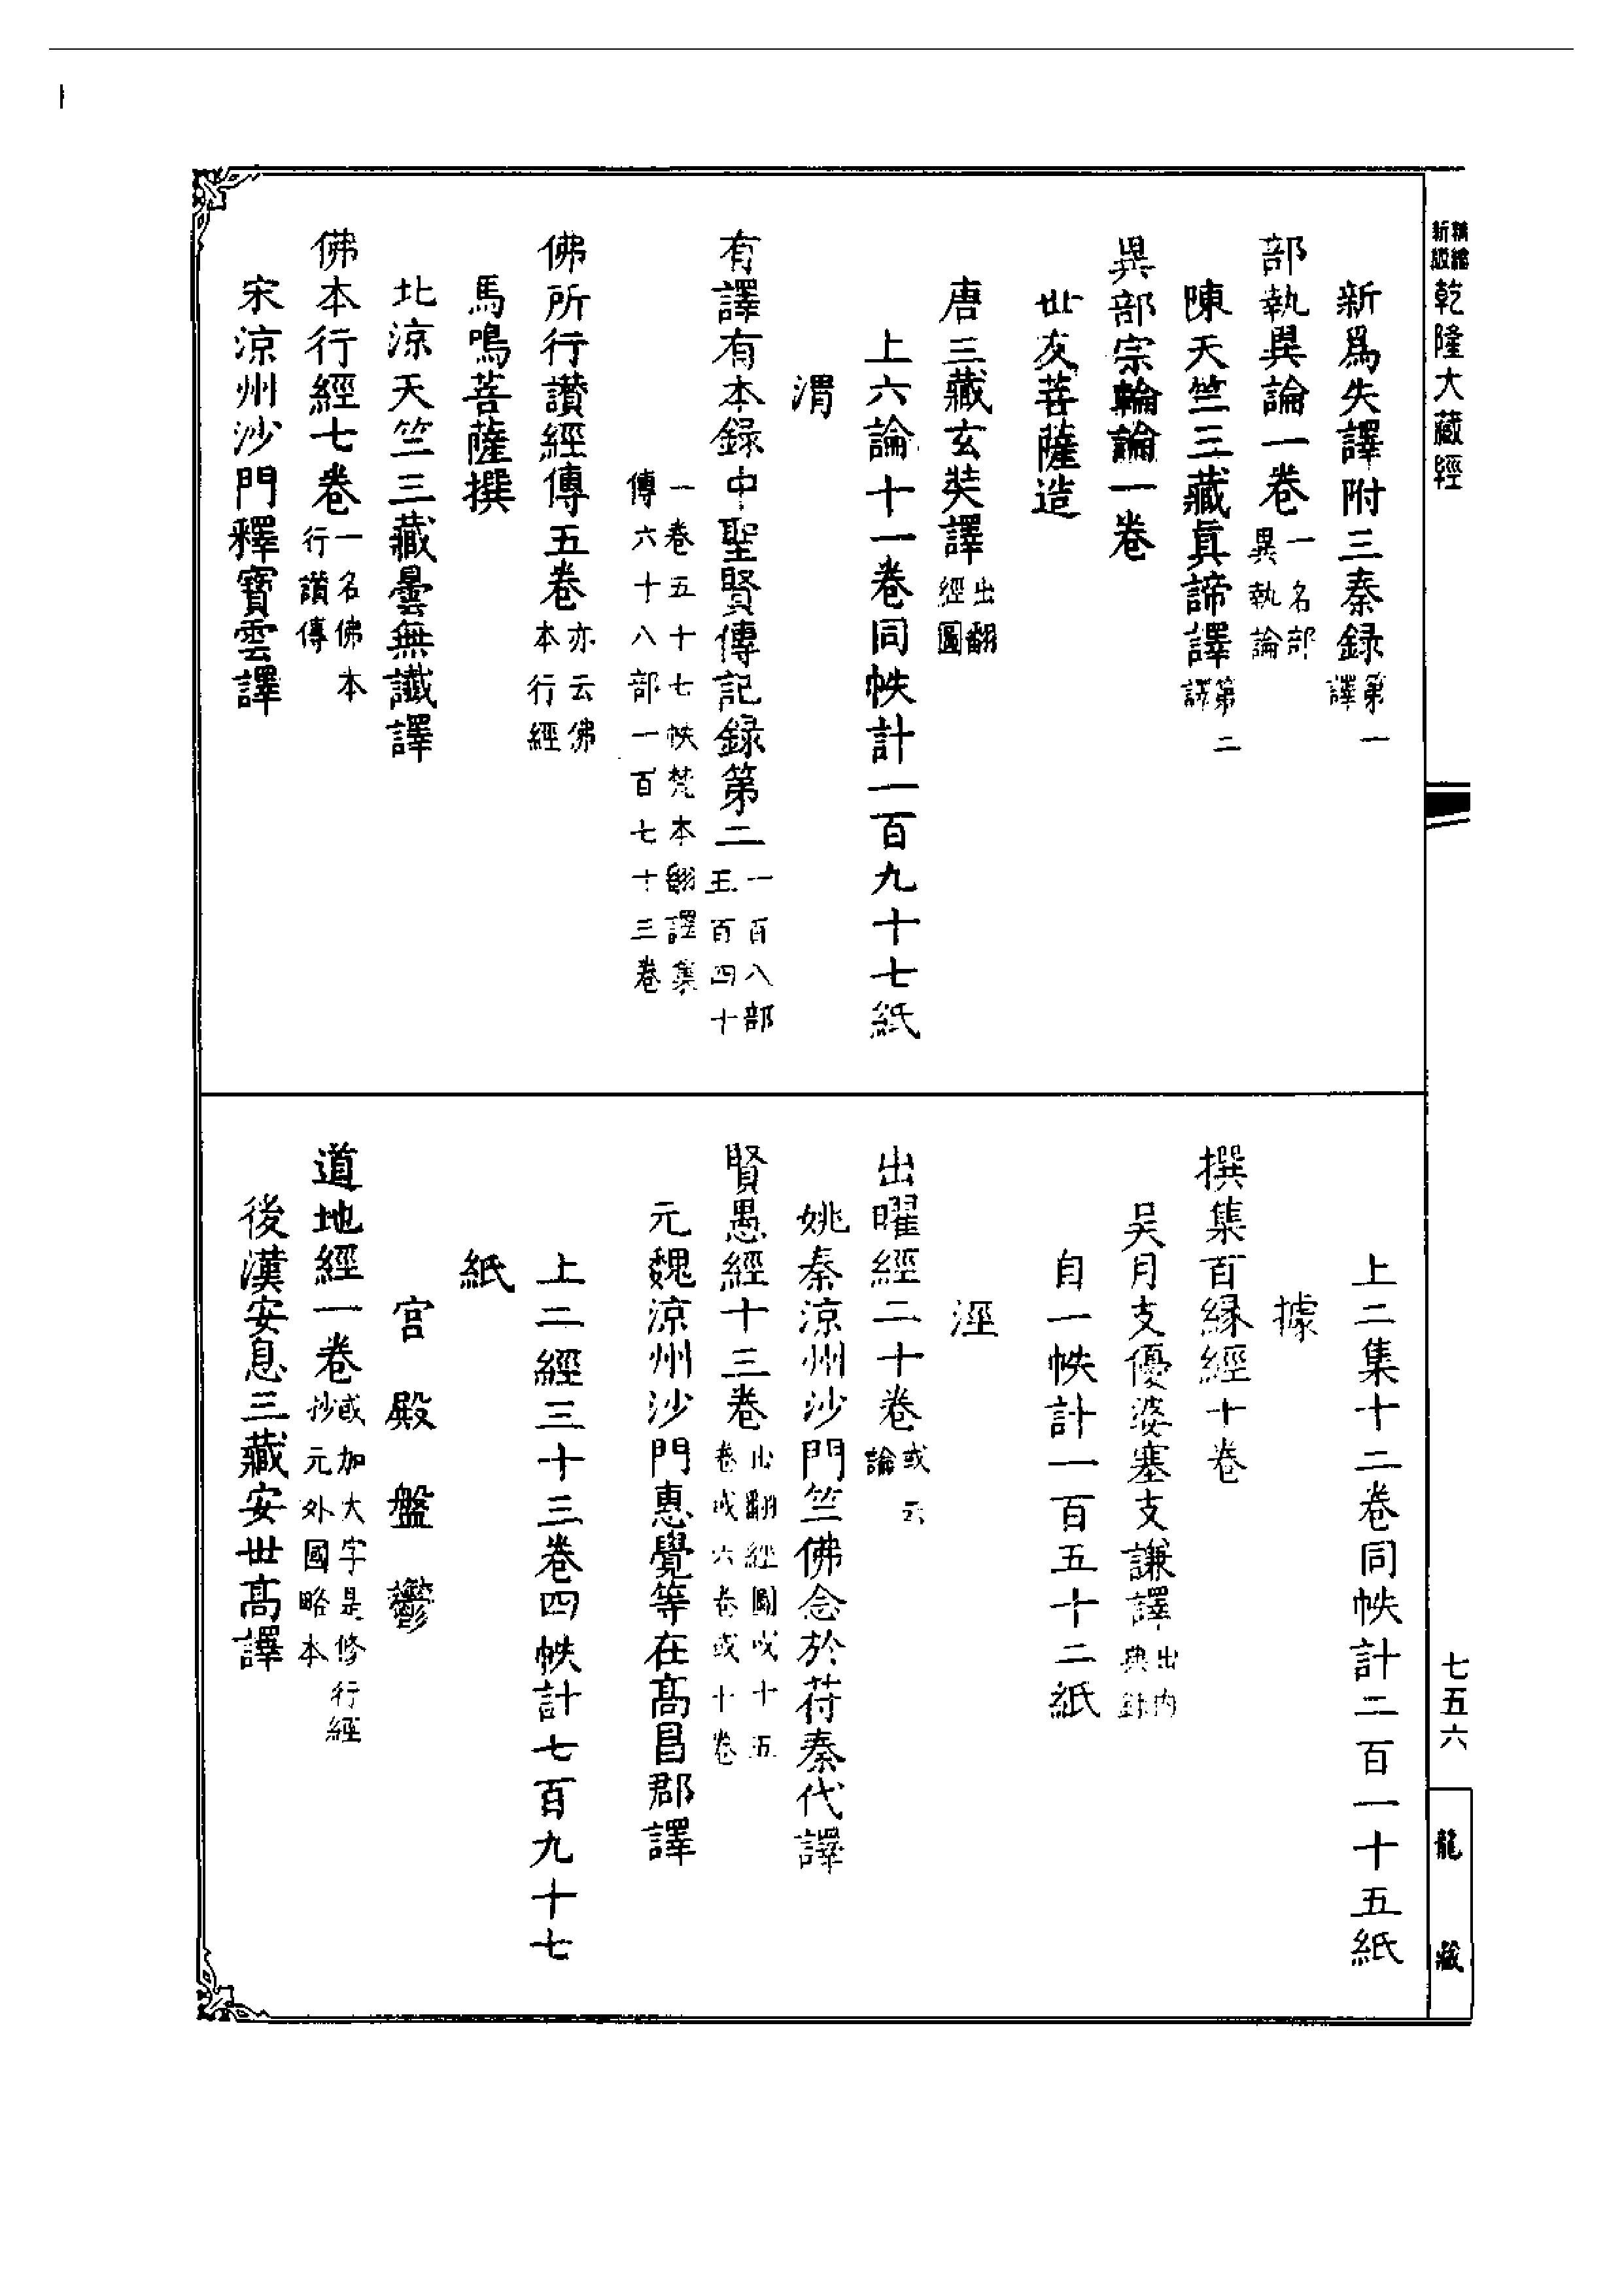 精縮新級乾隆大藏經
新爲失譯附三秦録第一譯
部執異論一卷一名部異執論
陳天竺三藏真諦譯第二譯
異部宗輪論一卷
世友菩薩造
唐三藏玄奘譯出翻經圖
上六論十一卷同帙計一百九十七紙
渭
有譯有本録中聖賢傳記録第二一百八部五百四十
一卷五十七帙梵本翻譯集傳六十八部一百七十三卷
佛所行讚經傳五卷亦云佛本行經
馬鳴菩薩撰
北涼天竺三藏曇無讖譯
佛本行經七卷一名佛本行讚傳
宋涼州沙門釋寶雲譯
上二集十二卷同帙計二百一十五紙
據
撰集百緣經十卷
吳月支優婆塞支謙譯出内典録
自一帙計一百五十二紙
涇
出曜經二十卷或云論
姚秦涼州沙門竺佛念於苻秦代譯
賢愚經十三卷出翻經圖或十五卷或六卷或十卷
元魏涼州沙門惠覺等在高昌郡譯
上二經三十三卷四帙計七百九十七
紙
宮殿盤鬱
道地經一卷或加大字是修行經抄元外國略本
後漢安息三藏安世高譯
七五六
龍藏